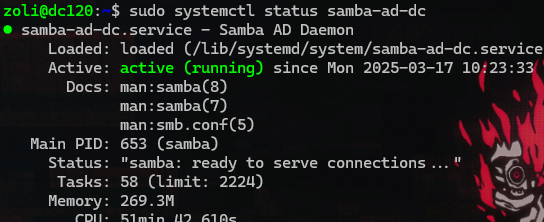 zoli@dc120:~$ sudo systemctl status samba-ad-dc
● samba-ad-dc.service - Samba AD Daemon
Loaded: loaded (/lib/systemd/system/samba-ad-dc.service
Active: active (running) since Mon 2025-03-17 10:23:33
Docs: man:samba(8)
man:samba(7)
man:smb.conf(5)
Main PID: 653 (samba)
Status: "samba: ready to serve connections..."
Tasks: 58 (limit: 2224)
Memory: 269.3M
CPU: 51min 42.610s